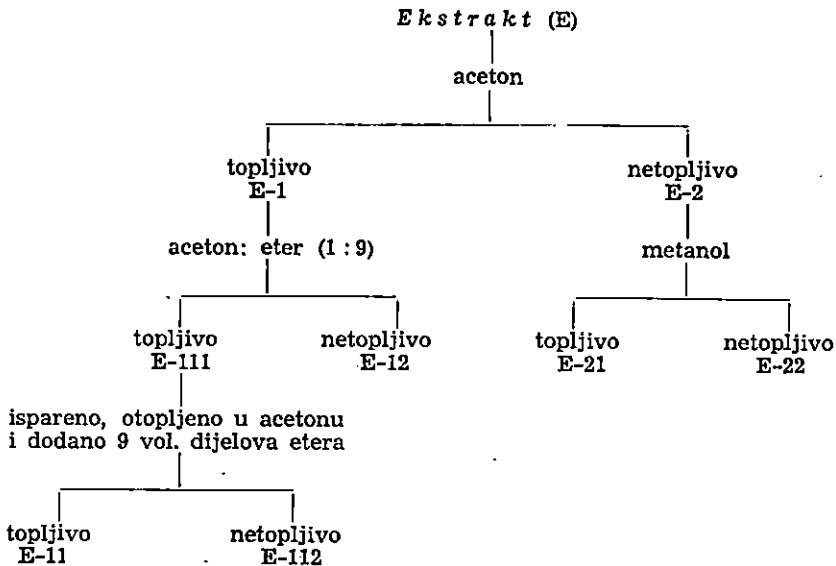 Ekstrakt (E)
aceton
topljivo
E-1
netopljivo
E-2
aceton: eter (1 : 9)
metanol
topljivo
E-111
netopljivo
E-12
topljivo
E-21
netopljivo
E-22
ispareno, otopljeno u acetonu
i dodano 9 vol. dijelova etera
topljivo
E-11
netopljivo
E-112